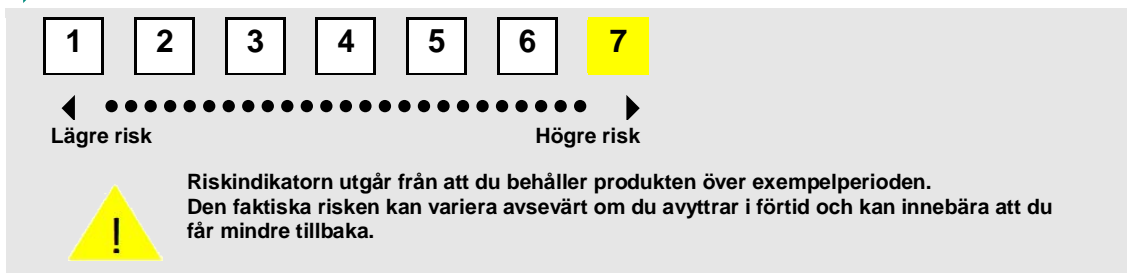 1 2 3 4 5 6 7
Lägre risk Högre risk
Riskindikatorn utgår från att du behåller produkten över exempelperioden.
Den faktiska risken kan variera avsevärt om du avyttrar i förtid och kan innebära att du
får mindre tillbaka.
!